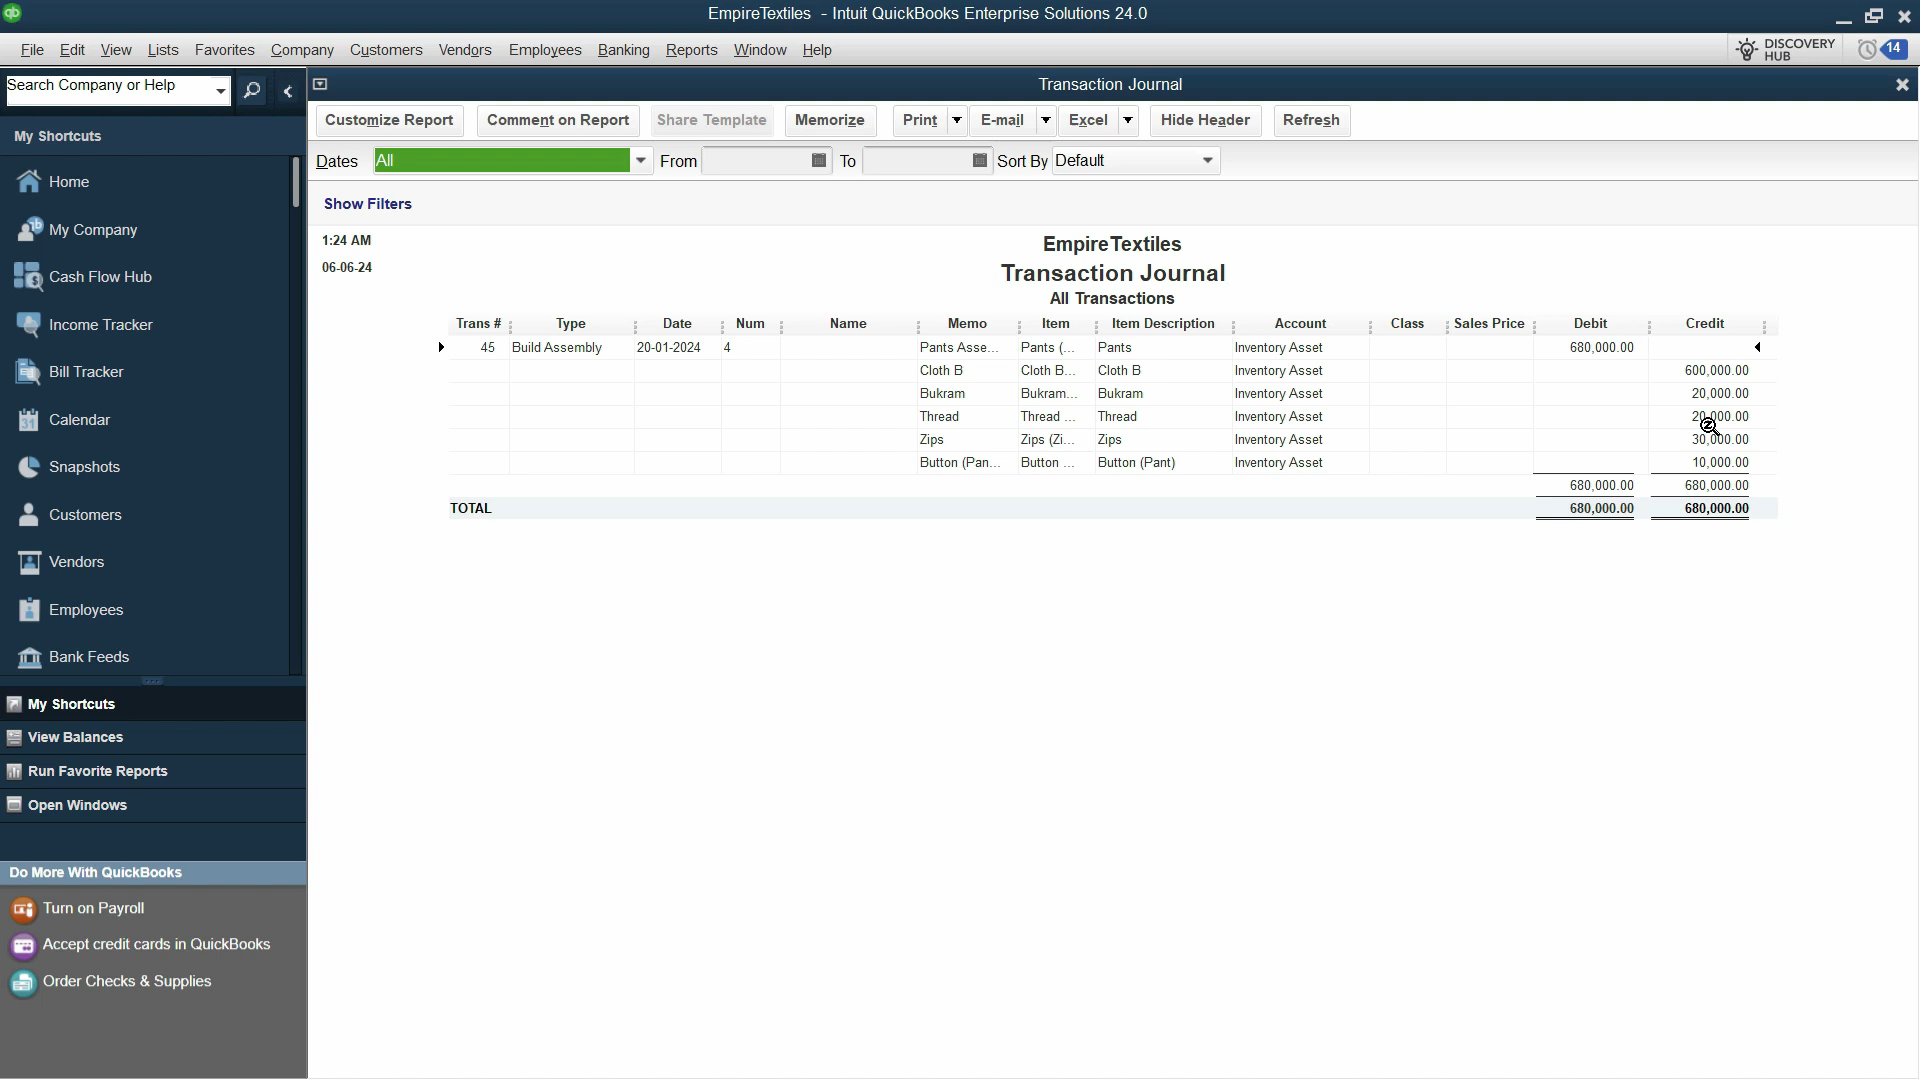 EmpireTextiles - Intuit QuickBooks Enterprise Solutions 24.0
File Edit View Lists Favorites Company Customers Vendors Employees Banking Reports Window Help
DISCOVERY HUB 14
Search Company or Help
Transaction Journal
My Shortcuts
Home
My Company
Cash Flow Hub
Income Tracker
Bill Tracker
Calendar
Snapshots
Customers
Vendors
Employees
Bank Feeds
My Shortcuts
View Balances
Run Favorite Reports
Open Windows
Do More With QuickBooks
Turn on Payroll
Accept credit cards in QuickBooks
Order Checks & Supplies
Customize Report Comment on Report Share Template Memorize Print E-mail Excel Hide Header Refresh
Dates All From To Sort By Default
Show Filters
1:24 AM
06-06-24
EmpireTextiles
Transaction Journal
All Transactions
Trans # Type Date Num Name Memo Item Item Description Account Class Sales Price Debit Credit
45 Build Assembly 20-01-2024 4 Pants Asse... Pants (... Pants Inventory Asset 680,000.00
Cloth B Cloth B... Cloth B Inventory Asset 600,000.00
Bukram Bukram... Bukram Inventory Asset 20,000.00
Thread Thread ... Thread Inventory Asset 20,000.00
Zips Zips (Zi... Zips Inventory Asset 30,000.00
Button (Pan... Button ... Button (Pant) Inventory Asset 10,000.00
680,000.00 680,000.00
TOTAL 680,000.00 680,000.00